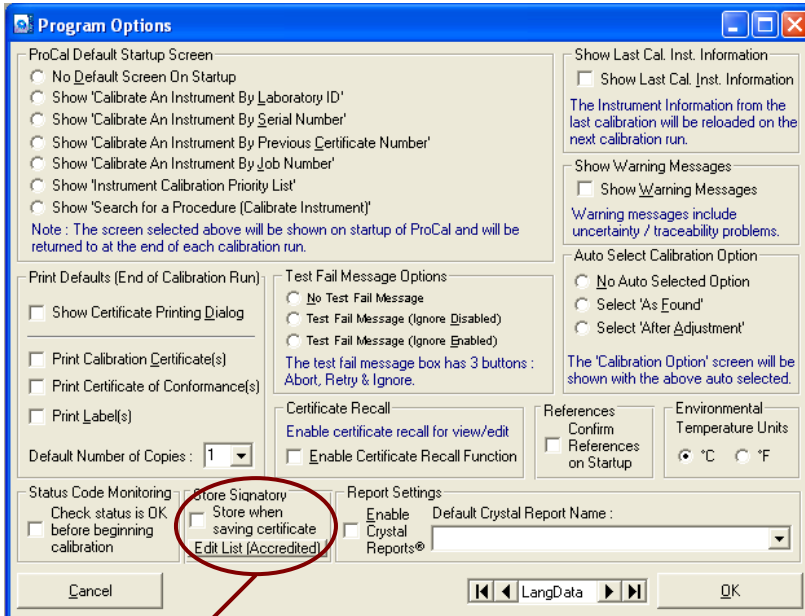 Program Options
ProCal Default Startup Screen
No Default Screen On Startup
Show 'Calibrate An Instrument By Laboratory ID'
Show 'Calibrate An Instrument By Serial Number'
Show 'Calibrate An Instrument By Previous Certificate Number'
Show 'Calibrate An Instrument By Job Number'
Show 'Instrument Calibration Priority List'
Show 'Search for a Procedure (Calibrate Instrument)'
Note : The screen selected above will be shown on startup of ProCal and will be
returned to at the end of each calibration run.
Show Last Cal. Inst. Information
Show Last Cal. Inst. Information
The Instrument Information from the
last calibration will be reloaded on the
next calibration run.
Show Warning Messages
Show Warning Messages
Warning messages include
uncertainty / traceability problems.
Print Defaults (End of Calibration Run)
Show Certificate Printing Dialog
Print Calibration Certificate(s)
Print Certificate of Conformance(s)
Print Label(s)
Default Number of Copies : 1
Test Fail Message Options
No Test Fail Message
Test Fail Message (Ignore Disabled)
Test Fail Message (Ignore Enabled)
The test fail message box has 3 buttons :
Abort, Retry & Ignore.
Auto Select Calibration Option
No Auto Selected Option
Select 'As Found'
Select 'After Adjustment'
The 'Calibration Option' screen will be
shown with the above auto selected.
Certificate Recall
Enable certificate recall for view/edit
Enable Certificate Recall Function
References
Confirm
References
on Startup
Environmental
Temperature Units
°C °F
Status Code Monitoring
Check status is OK
before beginning
calibration
Store Signatory
Store when
saving certificate
Edit List (Accredited)
Report Settings
Enable
Crystal
Reports®
Default Crystal Report Name :
Cancel
LangData
OK